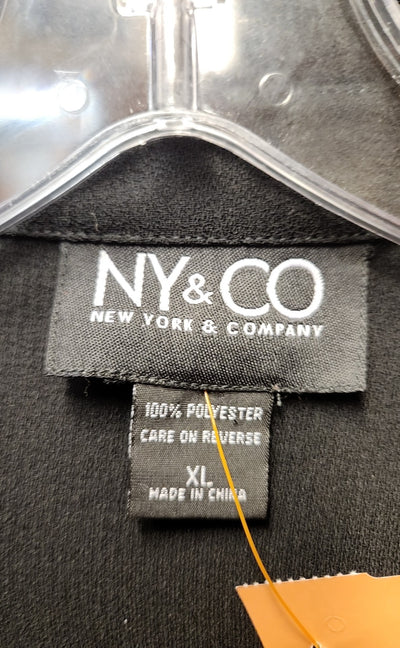 NY&CO
NEW YORK & COMPANY
100% POLYESTER
CARE ON REVERSE
XL
MADE IN CHINA